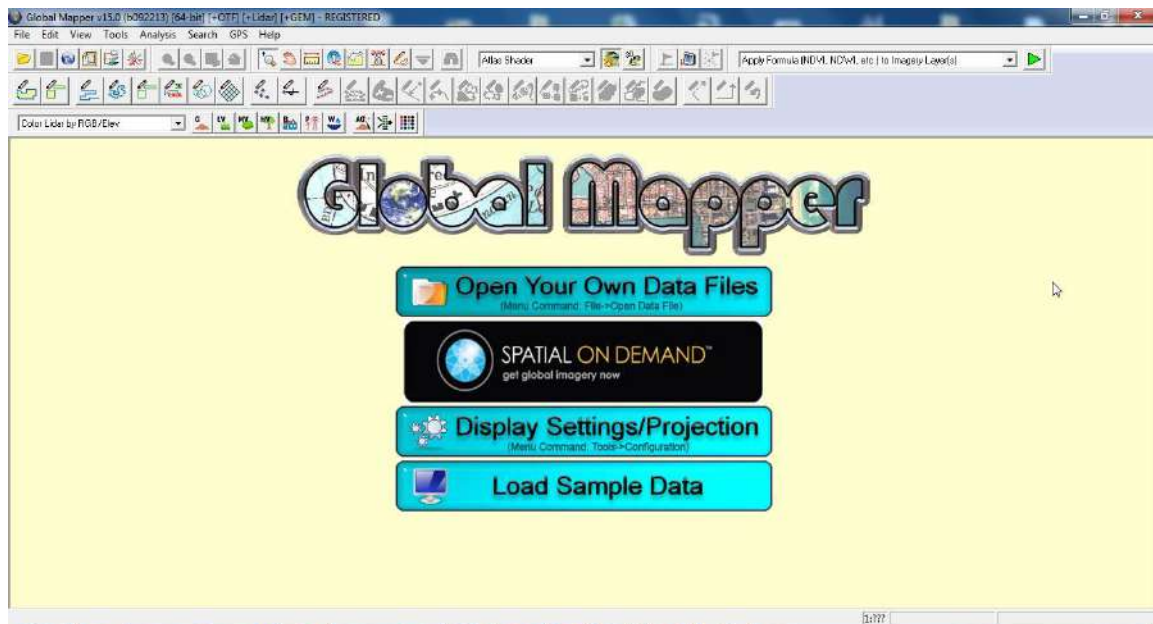 Global Mapper v15.0 (b092213) [64-bit] [+OTF] [+Lidar] [+GEM] - REGISTERED
File Edit View Tools Analysis Search GPS Help
Atlas Shader
Apply Formula (NDVI, NDWI, etc.) to Imagery Layer(s)
Color Lidar by RGB/Elev
Global Mapper
Open Your Own Data Files
(Menu Command: File->Open Data File)
SPATIAL ON DEMAND™
get global imagery now
Display Settings/Projection
(Menu Command: Tools->Configuration)
Load Sample Data
1:???